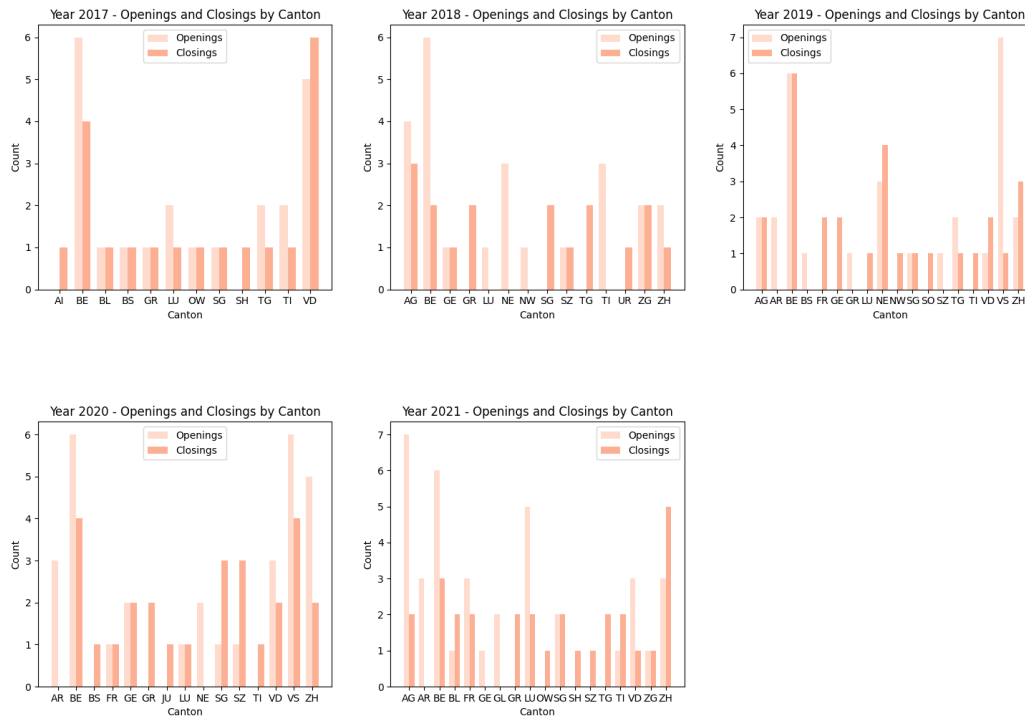 Year 2017 - Openings and Closings by Canton
Openings
Closings
Count
6
5
4
3
2
1
0
AI BE BL BS GR LU OW SG SH TG TI VD
Canton
Year 2018 - Openings and Closings by Canton
Openings
Closings
Count
6
5
4
3
2
1
0
AG BE GE GR LU NE NW SG SZ TG TI UR ZG ZH
Canton
Year 2019 - Openings and Closings by Canton
Openings
Closings
Count
7
6
5
4
3
2
1
0
AG AR BE BS FR GE GR LU NE NW SG SO SZ TG TI VD VS ZH
Canton
Year 2020 - Openings and Closings by Canton
Openings
Closings
Count
6
5
4
3
2
1
0
AR BE BS FR GE GR JU LU NE SG SZ TI VD VS ZH
Canton
Year 2021 - Openings and Closings by Canton
Openings
Closings
Count
7
6
5
4
3
2
1
0
AG AR BE BL FR GE GL GR LU OW SG SH SZ TG TI VD ZG ZH
Canton